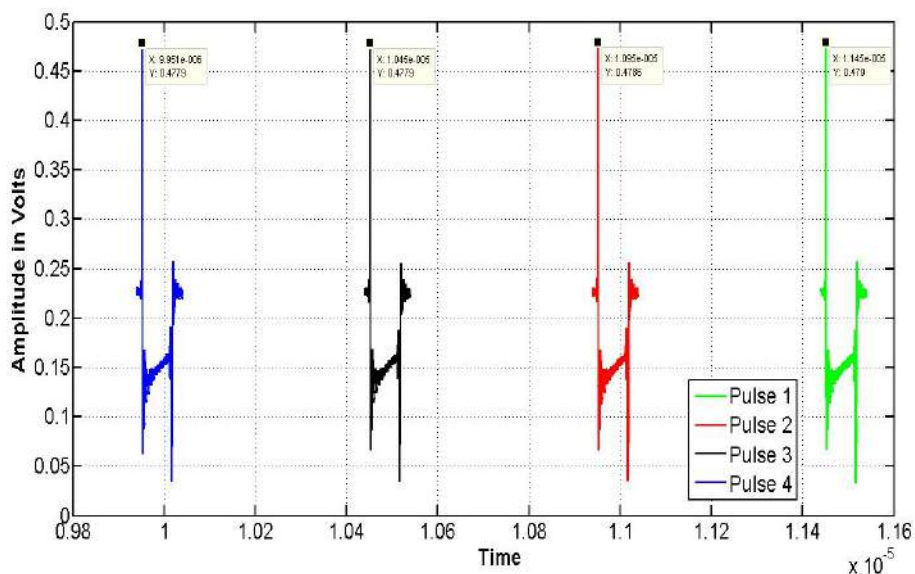 0.5
0.45
0.4
0.35
0.3
0.25
0.2
0.15
0.1
0.05
0
Amplitude in Volts
X: 9.951e-006
Y: 0.4779
X: 1.045e-005
Y: 0.4779
X: 1.095e-005
Y: 0.4785
X: 1.145e-005
Y: 0.479
Pulse 1
Pulse 2
Pulse 3
Pulse 4
0.98 1 1.02 1.04 1.06 1.08 1.1 1.12 1.14 1.16
Time
x 10⁻⁵